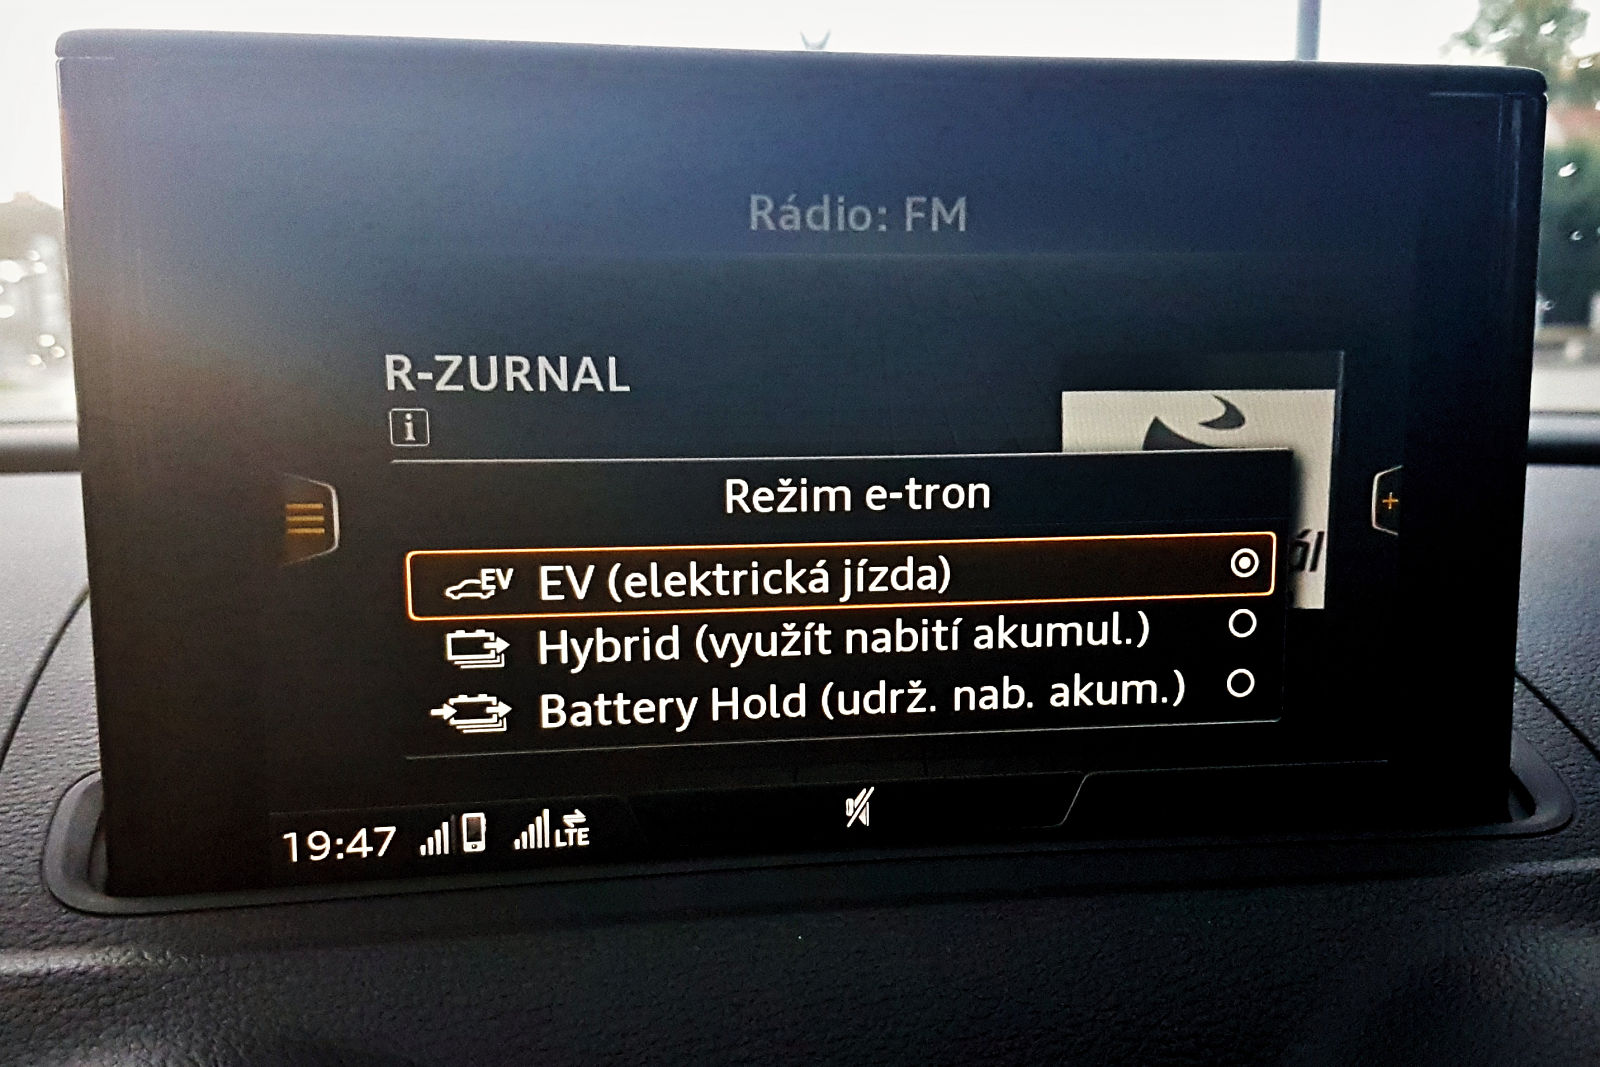 Rádio: FM
R-ZURNAL
i
Režim e-tron
EV EV (elektrická jízda)
Hybrid (využít nabití akumul.)
Battery Hold (udrž. nab. akum.)
19:47 LTE